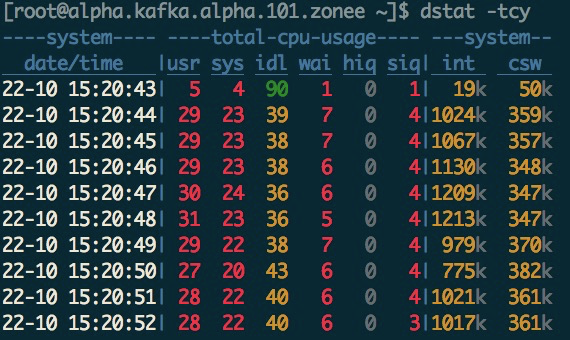 [root@alpha.kafka.alpha.101.zonee ~]$ dstat -tcy
----system---- ----total-cpu-usage---- ---system--
date/time |usr sys idl wai hiq siq| int csw
22-10 15:20:43| 5 4 90 1 0 1| 19k 50k
22-10 15:20:44| 29 23 39 7 0 4|1024k 359k
22-10 15:20:45| 29 23 38 7 0 4|1067k 357k
22-10 15:20:46| 29 23 38 6 0 4|1130k 348k
22-10 15:20:47| 30 24 36 6 0 4|1209k 347k
22-10 15:20:48| 31 23 36 5 0 4|1213k 347k
22-10 15:20:49| 29 22 38 7 0 4| 979k 370k
22-10 15:20:50| 27 20 43 6 0 4| 775k 382k
22-10 15:20:51| 28 22 40 6 0 4|1021k 361k
22-10 15:20:52| 28 22 40 6 0 3|1017k 361k